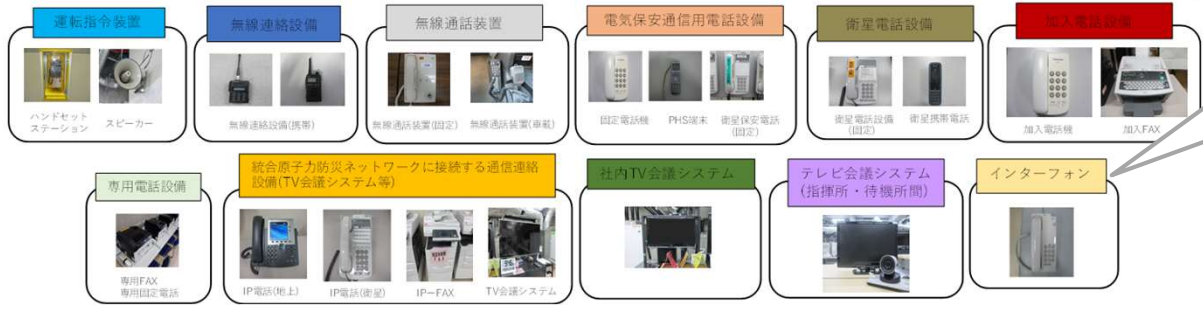 運転指令装置
ハンドセット
ステーション
スピーカー
無線連絡設備
無線連絡設備(携帯)
無線通話装置
無線通話装置(固定)
無線通話装置(車載)
電気保安通信用電話設備
固定電話機
PHS端末
衛星保安電話
(固定)
衛星電話設備
衛星電話設備
(固定)
衛星携帯電話
加入電話設備
加入電話機
加入FAX
専用電話設備
専用FAX
専用固定電話
統合原子力防災ネットワークに接続する通信連絡
設備(TV会議システム等)
IP電話(地上)
IP電話(衛星)
IPーFAX
TV会議システム
社内TV会議システム
テレビ会議システム
(指揮所・待機所間)
インターフォン